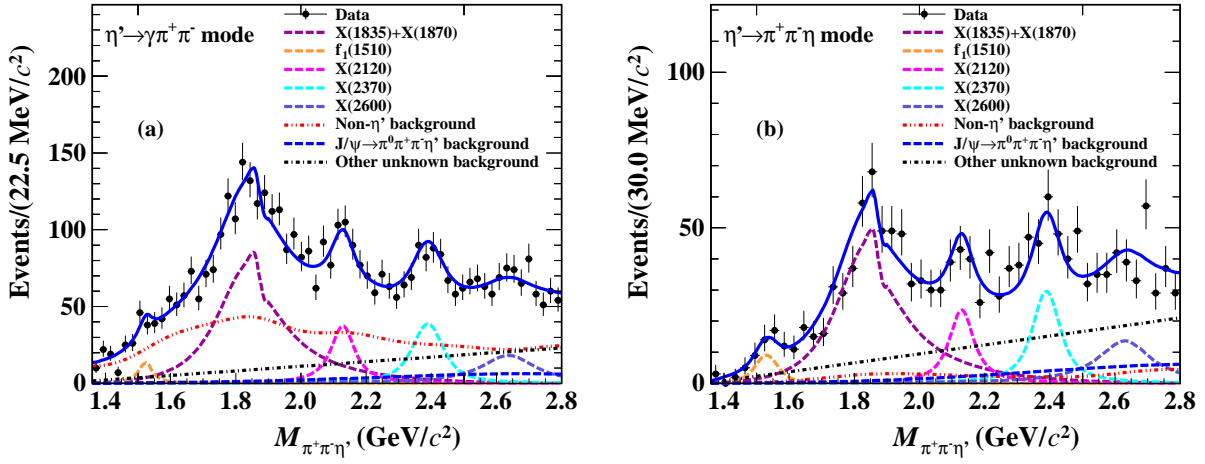 η’→γπ⁺π⁻ mode
(a)
Data
X(1835)+X(1870)
f₁(1510)
X(2120)
X(2370)
X(2600)
Non-η’ background
J/ψ→π⁰π⁺π⁻η’ background
Other unknown background
Events/(22.5 MeV/c²)
200
150
100
50
0
1.4 1.6 1.8 2.0 2.2 2.4 2.6 2.8
M π⁺π⁻η’ (GeV/c²)
η’→π⁺π⁻η mode
(b)
Data
X(1835)+X(1870)
f₁(1510)
X(2120)
X(2370)
X(2600)
Non-η’ background
J/ψ→π⁰π⁺π⁻η’ background
Other unknown background
Events/(30.0 MeV/c²)
100
50
0
1.4 1.6 1.8 2.0 2.2 2.4 2.6 2.8
M π⁺π⁻η’ (GeV/c²)